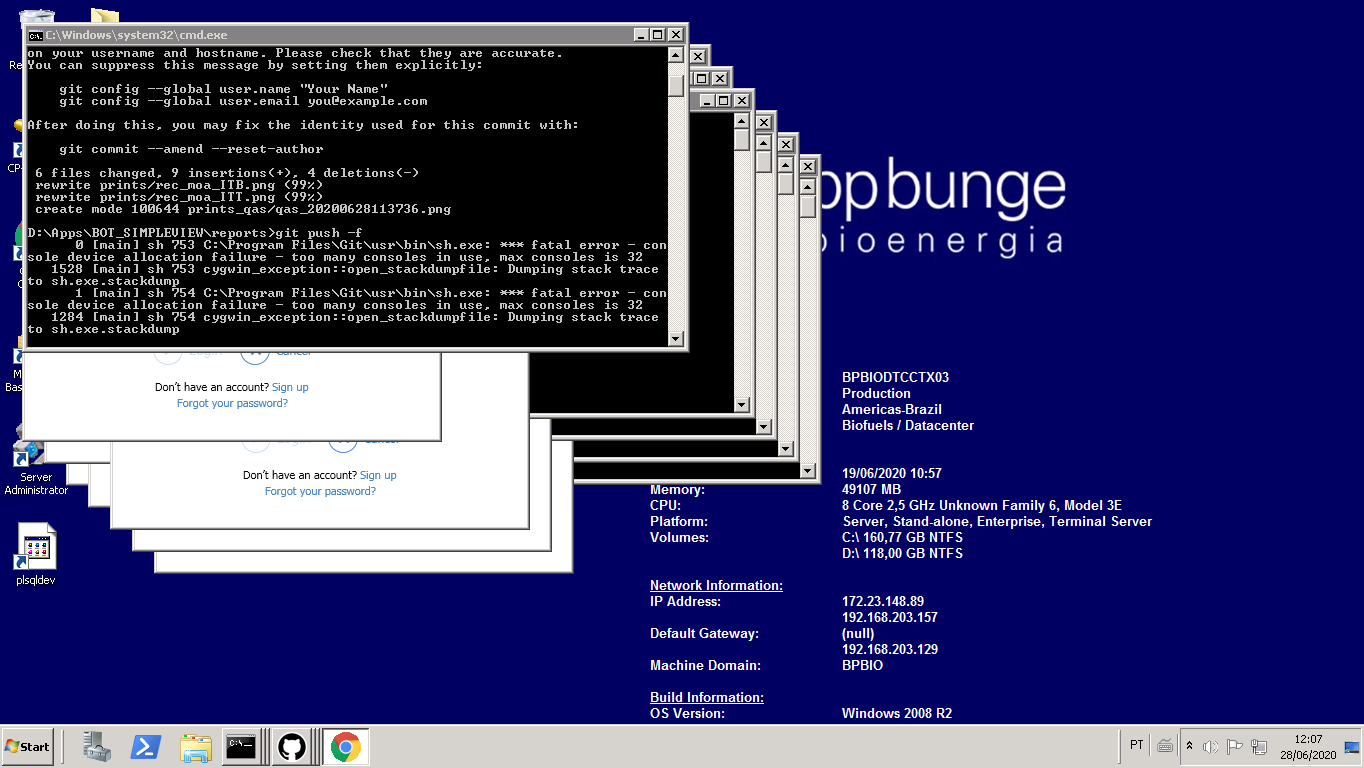 C:\Windows\system32\cmd.exe
on your username and hostname. Please check that they are accurate.
You can suppress this message by setting them explicitly:
git config --global user.name "Your Name"
git config --global user.email you@example.com
After doing this, you may fix the identity used for this commit with:
git commit --amend --reset-author
6 files changed, 9 insertions(+), 4 deletions(-)
rewrite prints/rec_moa_ITB.png (99%)
rewrite prints/rec_moa_ITT.png (99%)
create mode 100644 prints_qas/qas_20200628113736.png
D:\Apps\BOT_SIMPLEVIEW\reports>git push -f
0 [main] sh 753 C:\Program Files\Git\usr\bin\sh.exe: *** fatal error - con
sole device allocation failure - too many consoles in use, max consoles is 32
1528 [main] sh 753 cygwin_exception::open_stackdumpfile: Dumping stack trace
to sh.exe.stackdump
1 [main] sh 754 C:\Program Files\Git\usr\bin\sh.exe: *** fatal error - con
sole device allocation failure - too many consoles in use, max consoles is 32
1284 [main] sh 754 cygwin_exception::open_stackdumpfile: Dumping stack trace
to sh.exe.stackdump
bunge
bioenergia
Don't have an account? Sign up
Forgot your password?
Don't have an account? Sign up
Forgot your password?
Server
Administrator
plsqldev
BPBIODTCCTX03
Production
Americas-Brazil
Biofuels / Datacenter
19/06/2020 10:57
Memory: 49107 MB
CPU: 8 Core 2,5 GHz Unknown Family 6, Model 3E
Platform: Server, Stand-alone, Enterprise, Terminal Server
Volumes: C:\ 160,77 GB NTFS
D:\ 118,00 GB NTFS
Network Information:
IP Address: 172.23.148.89
192.168.203.157
Default Gateway: (null)
192.168.203.129
Machine Domain: BPBIO
Build Information:
OS Version: Windows 2008 R2
Start
PT
12:07
28/06/2020